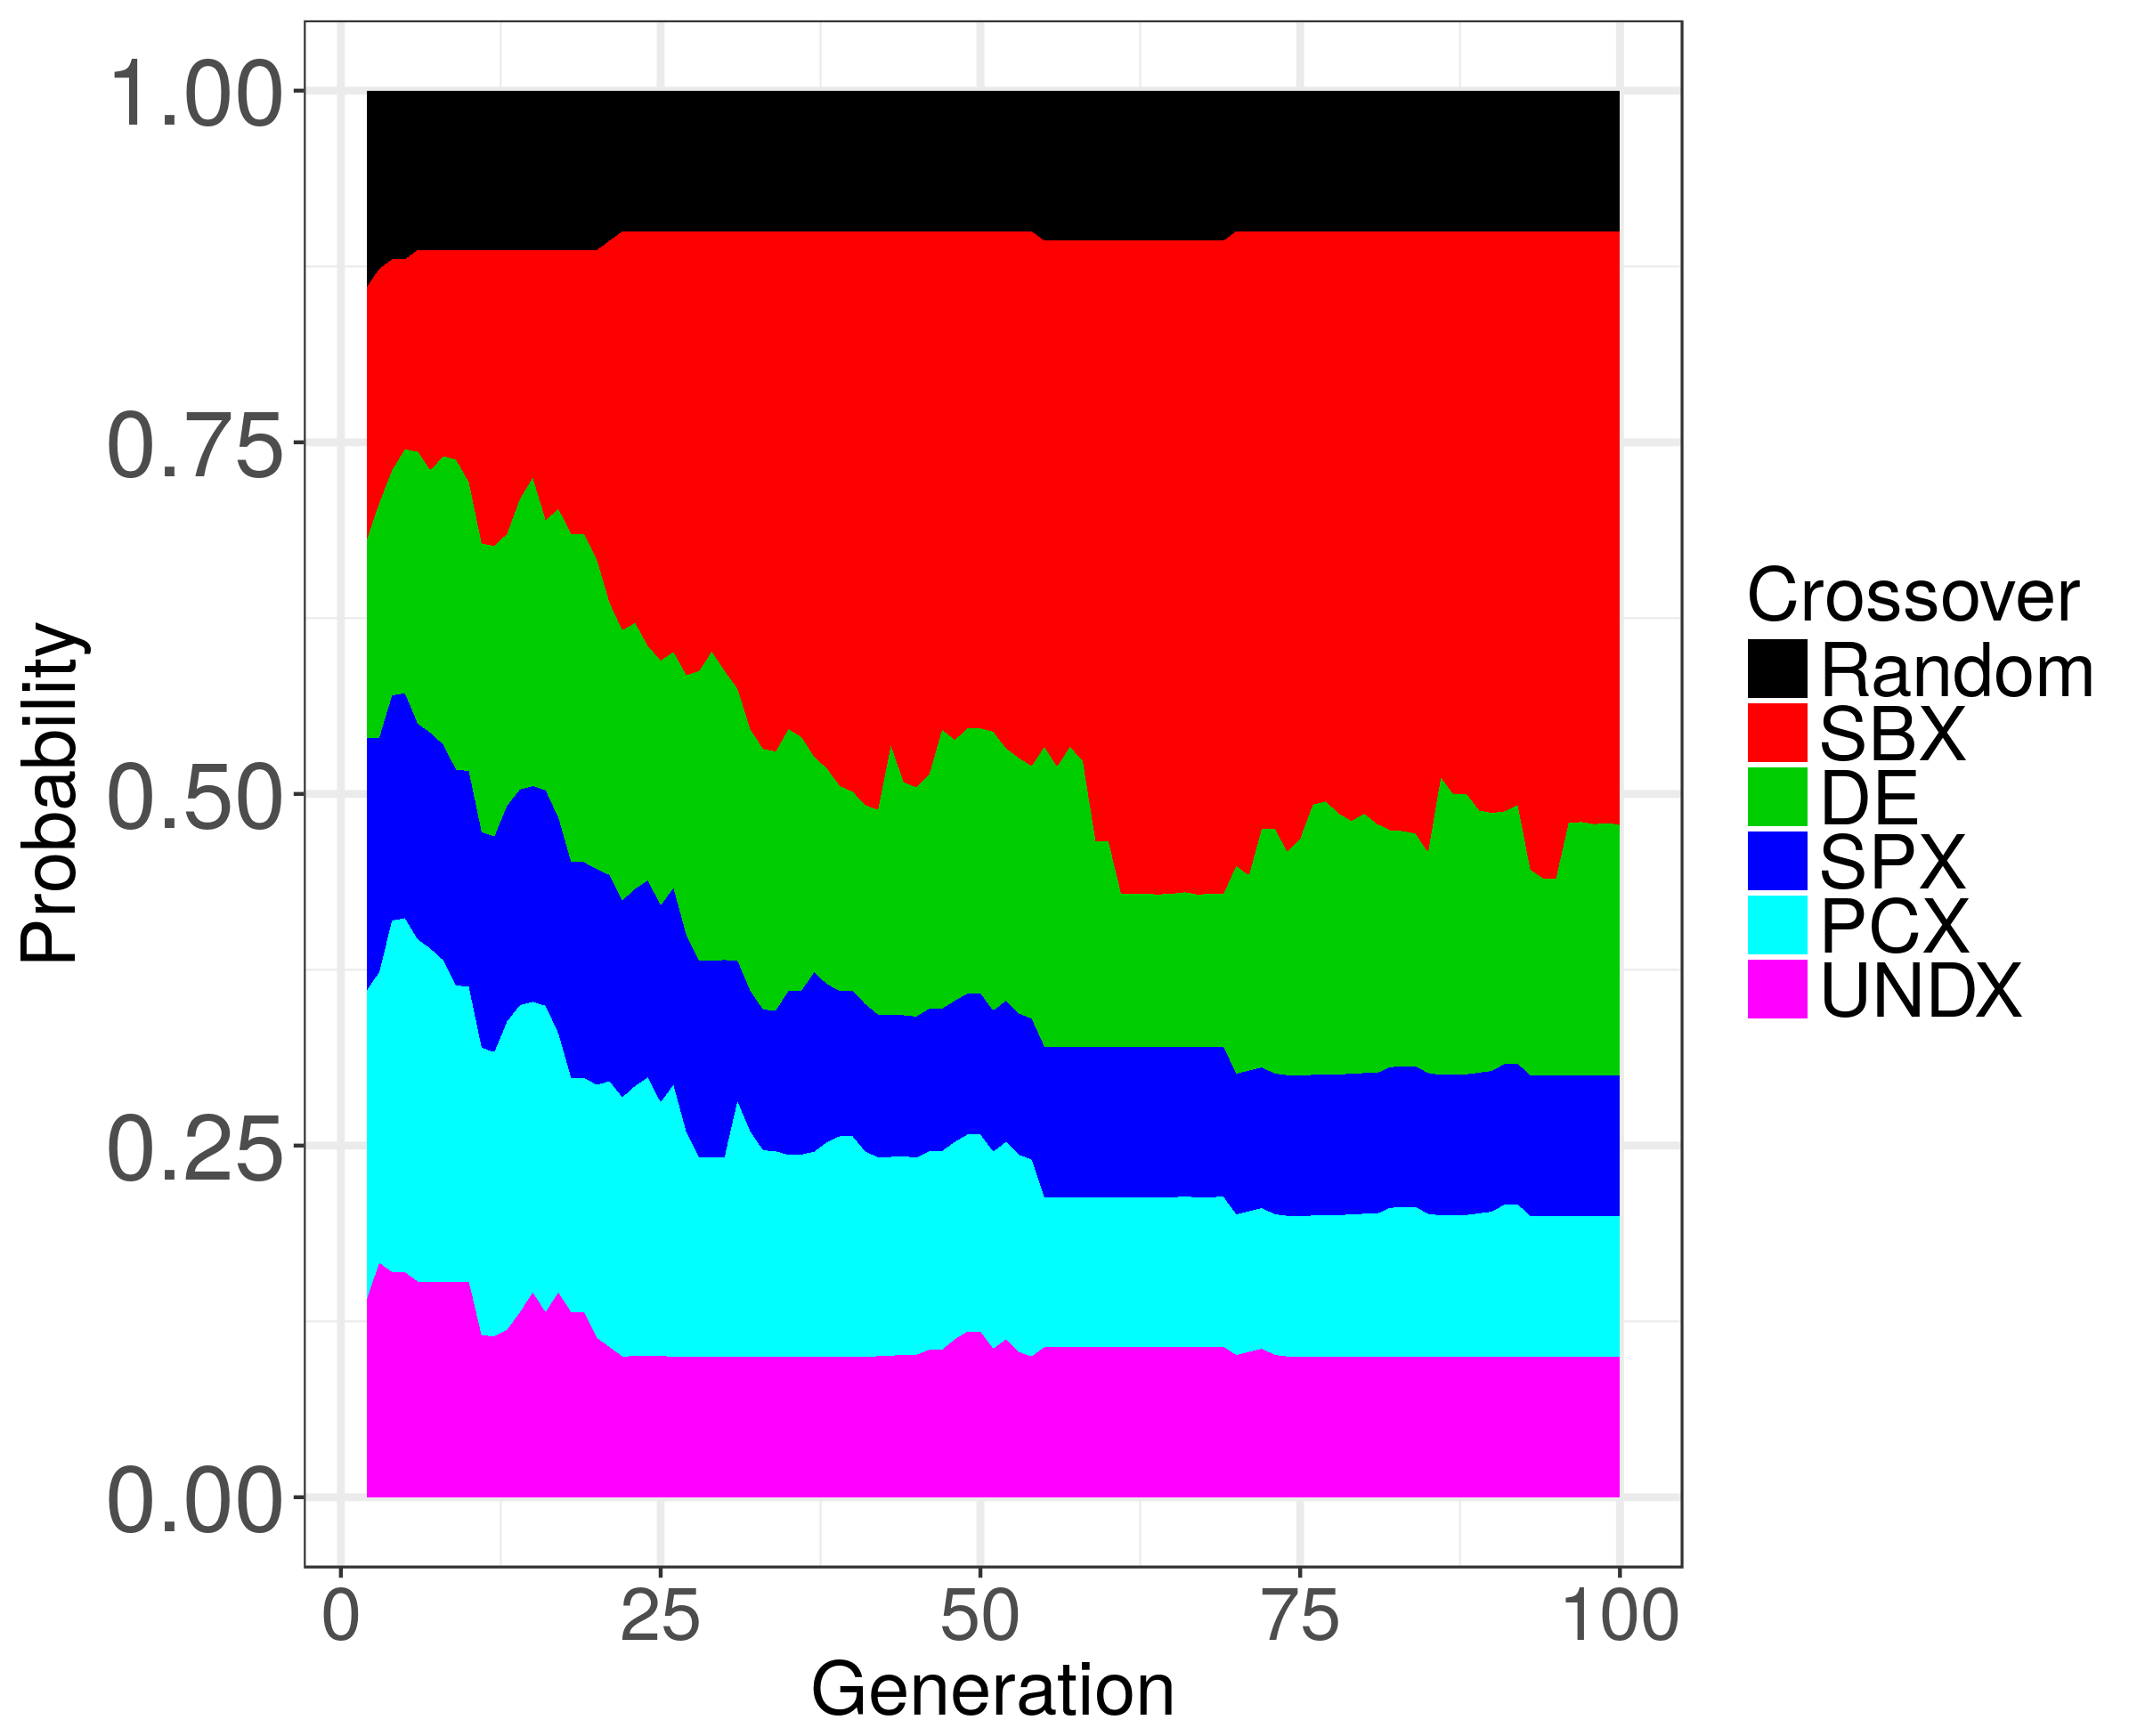 1.00
0.75
0.50
0.25
0.00
Probability
0 25 50 75 100
Generation
Crossover
Random
SBX
DE
SPX
PCX
UNDX